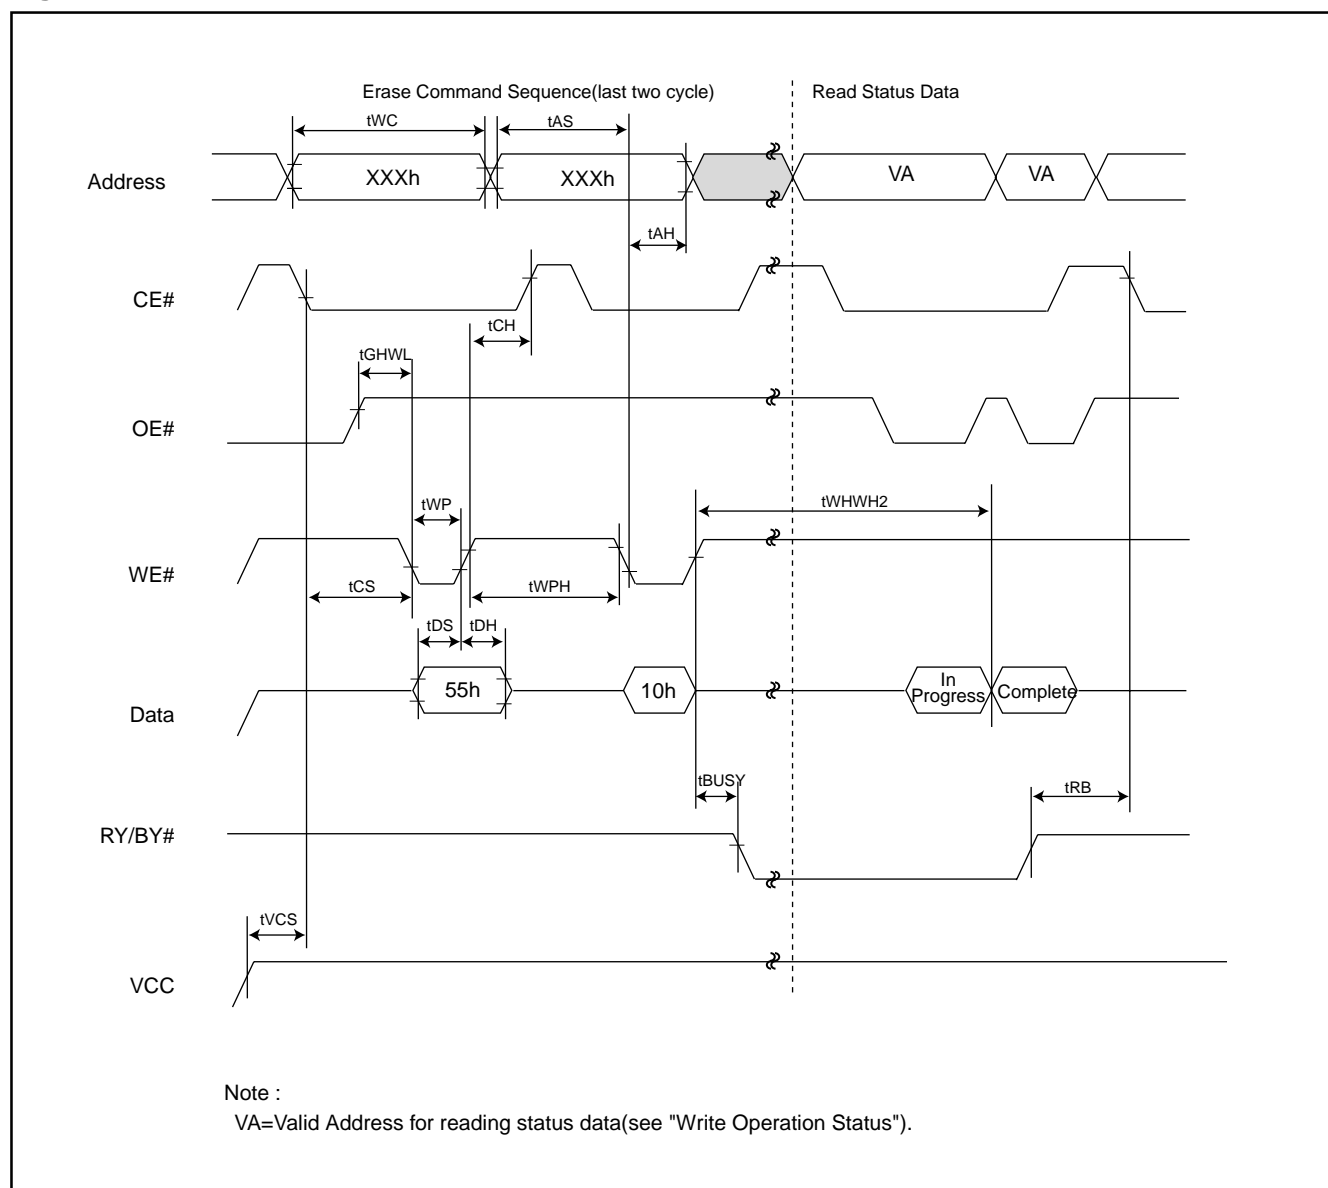 Erase Command Sequence(last two cycle) Read Status Data
tWC tAS
Address XXXh XXXh VA VA
tAH
CE#
tCH
tGHWL
OE#
tWP tWHWH2
WE#
tCS tWPH
tDS tDH
Data 55h 10h In Progress Complete
tBUSY tRB
RY/BY#
tVCS
VCC
Note :
VA=Valid Address for reading status data(see "Write Operation Status").